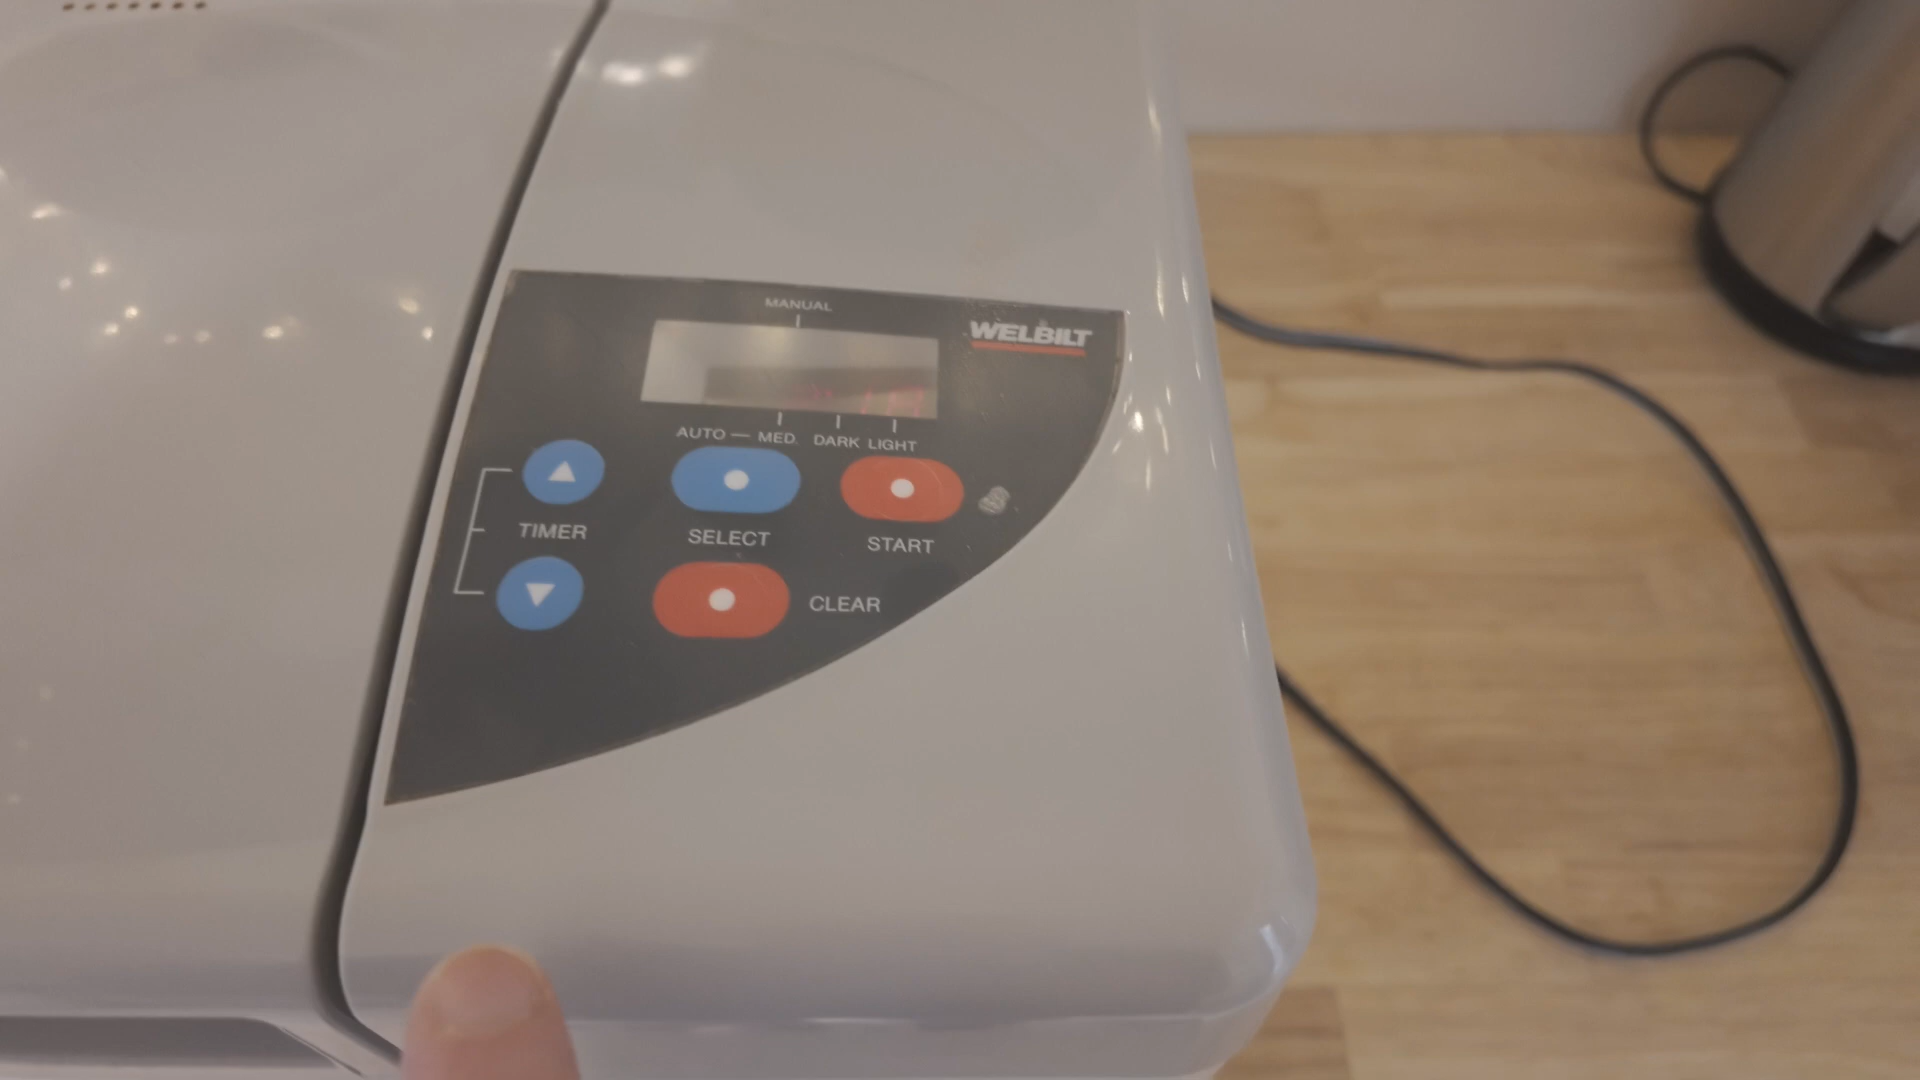 MANUAL
WELBILT
AUTO — MED. DARK LIGHT
TIMER
SELECT
START
CLEAR